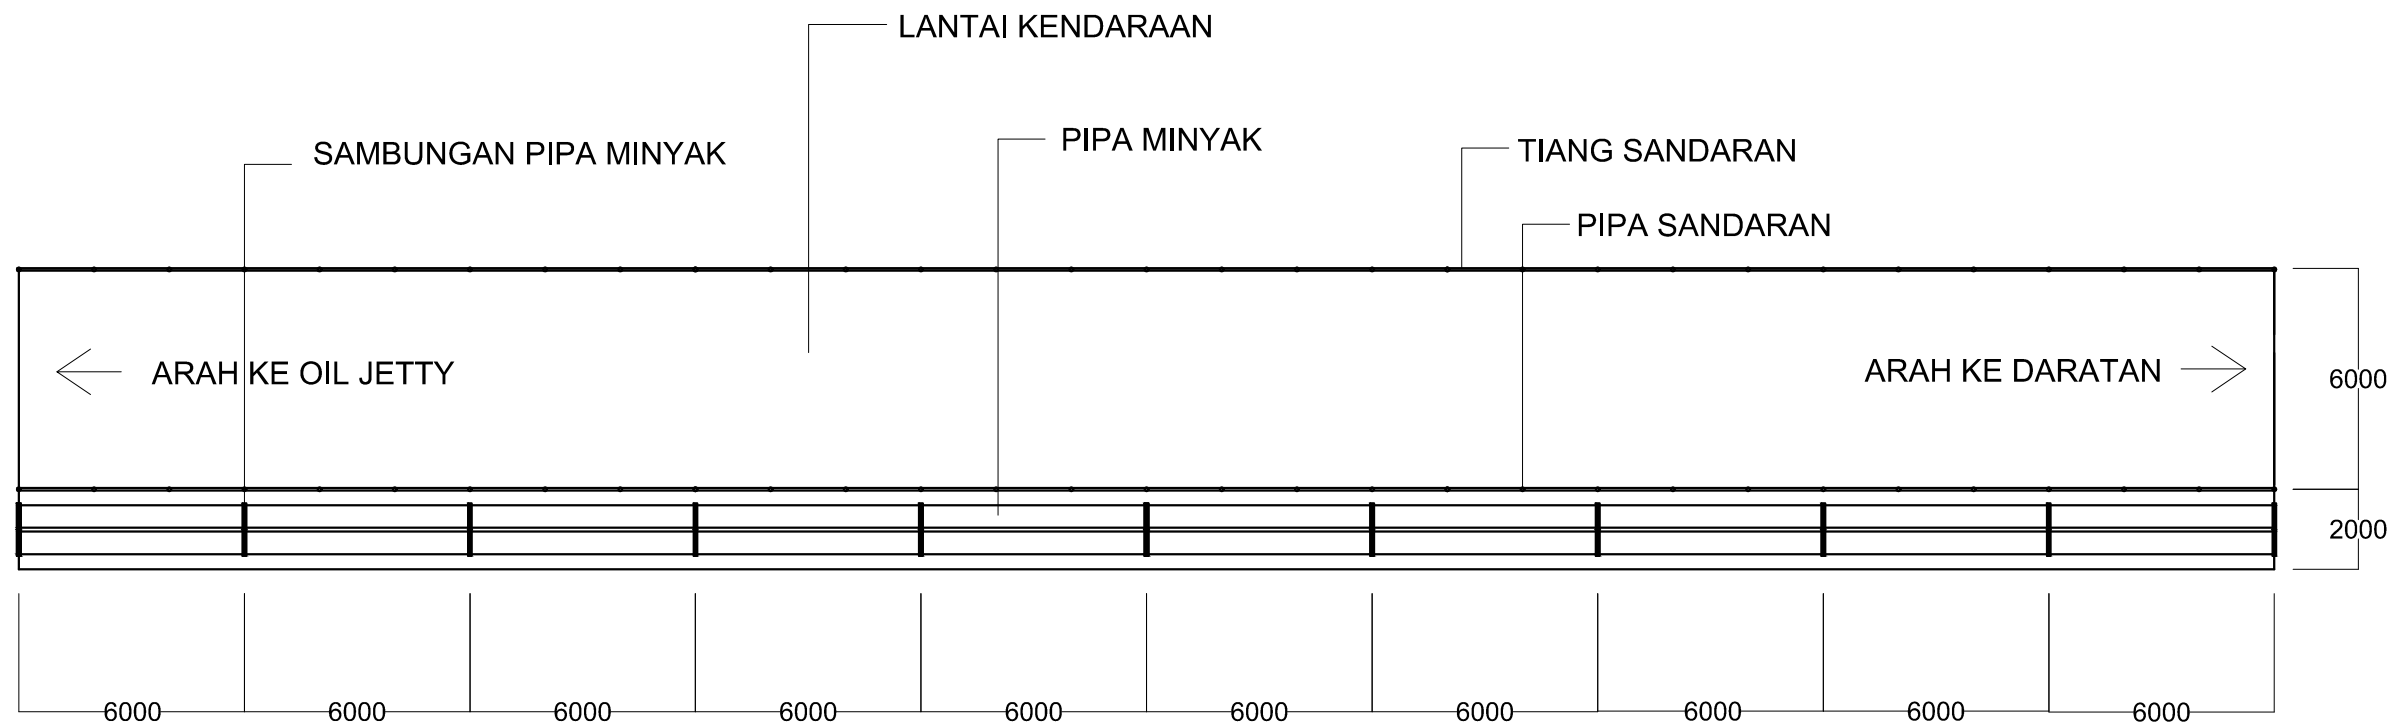 LANTAI KENDARAAN
PIPA MINYAK
SAMBUNGAN PIPA MINYAK
TIANG SANDARAN
PIPA SANDARAN
ARAH KE OIL JETTY
ARAH KE DARATAN
6000
2000
6000
6000
6000
6000
6000
6000
6000
6000
6000
6000